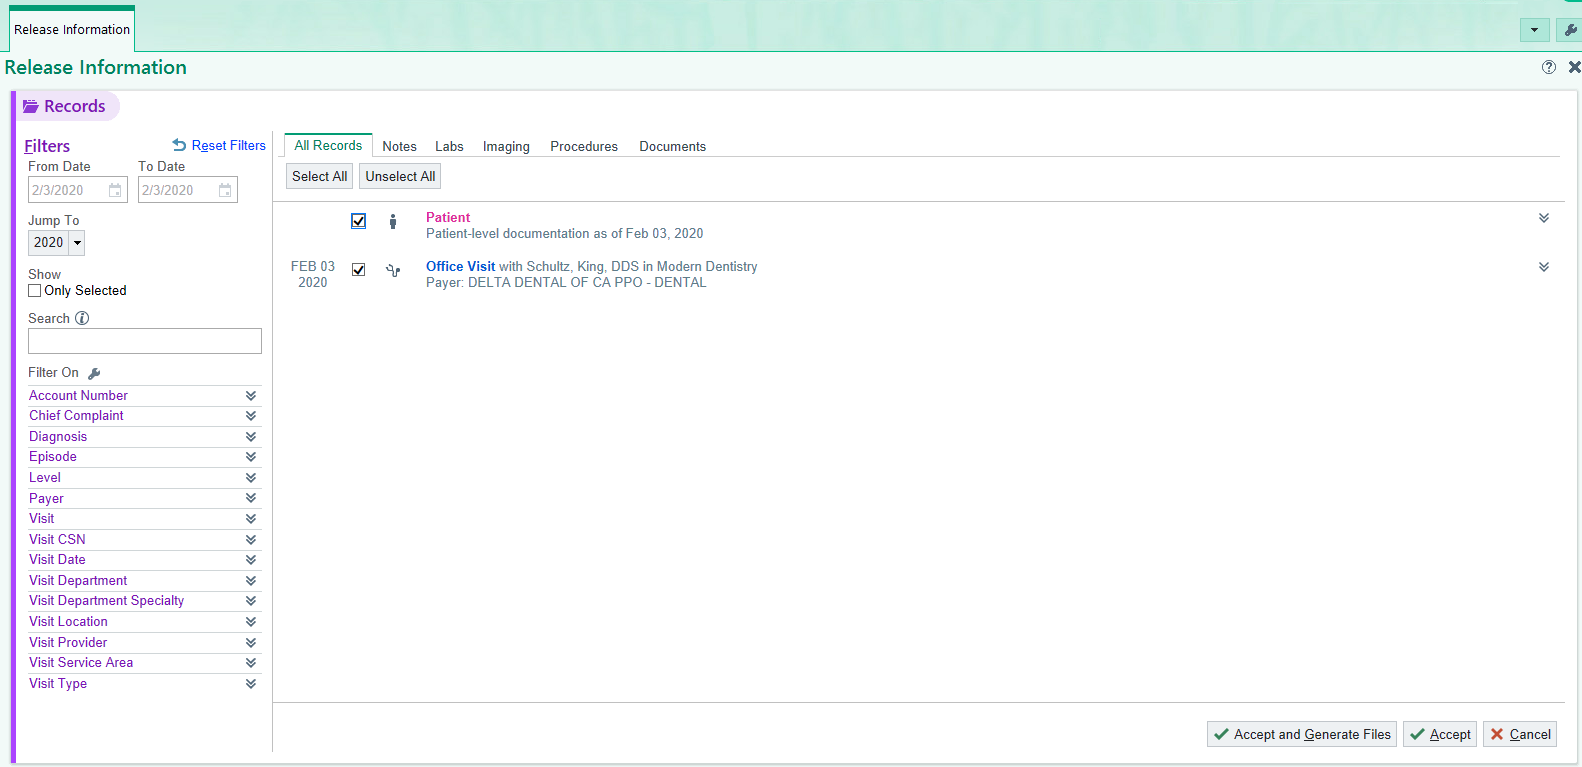 Release Information
Release Information
Records
Filters
Reset Filters
From Date To Date
2/3/2020 2/3/2020
Jump To
2020
Show
Only Selected
Search
Filter On
Account Number
Chief Complaint
Diagnosis
Episode
Level
Payer
Visit
Visit CSN
Visit Date
Visit Department
Visit Department Specialty
Visit Location
Visit Provider
Visit Service Area
Visit Type
All Records Notes Labs Imaging Procedures Documents
Select All Unselect All
Patient
Patient-level documentation as of Feb 03, 2020
FEB 03 Office Visit with Schultz, King, DDS in Modern Dentistry
2020 Payer: DELTA DENTAL OF CA PPO - DENTAL
Accept and Generate Files Accept Cancel